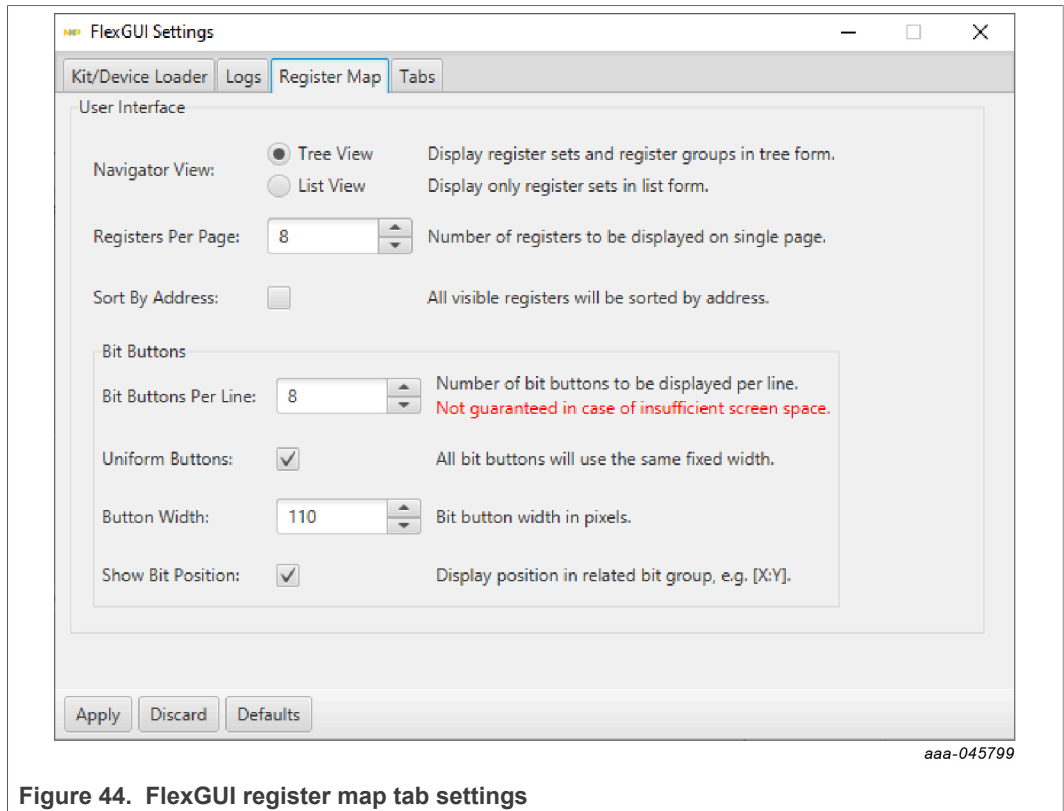 NXP FlexGUI Settings
Kit/Device Loader Logs Register Map Tabs
User Interface
Navigator View:
Tree View Display register sets and register groups in tree form.
List View Display only register sets in list form.
Registers Per Page: 8 Number of registers to be displayed on single page.
Sort By Address: All visible registers will be sorted by address.
Bit Buttons
Bit Buttons Per Line: 8 Number of bit buttons to be displayed per line.
Not guaranteed in case of insufficient screen space.
Uniform Buttons: All bit buttons will use the same fixed width.
Button Width: 110 Bit button width in pixels.
Show Bit Position: Display position in related bit group, e.g. [X:Y].
Apply Discard Defaults
aaa-045799
Figure 44. FlexGUI register map tab settings